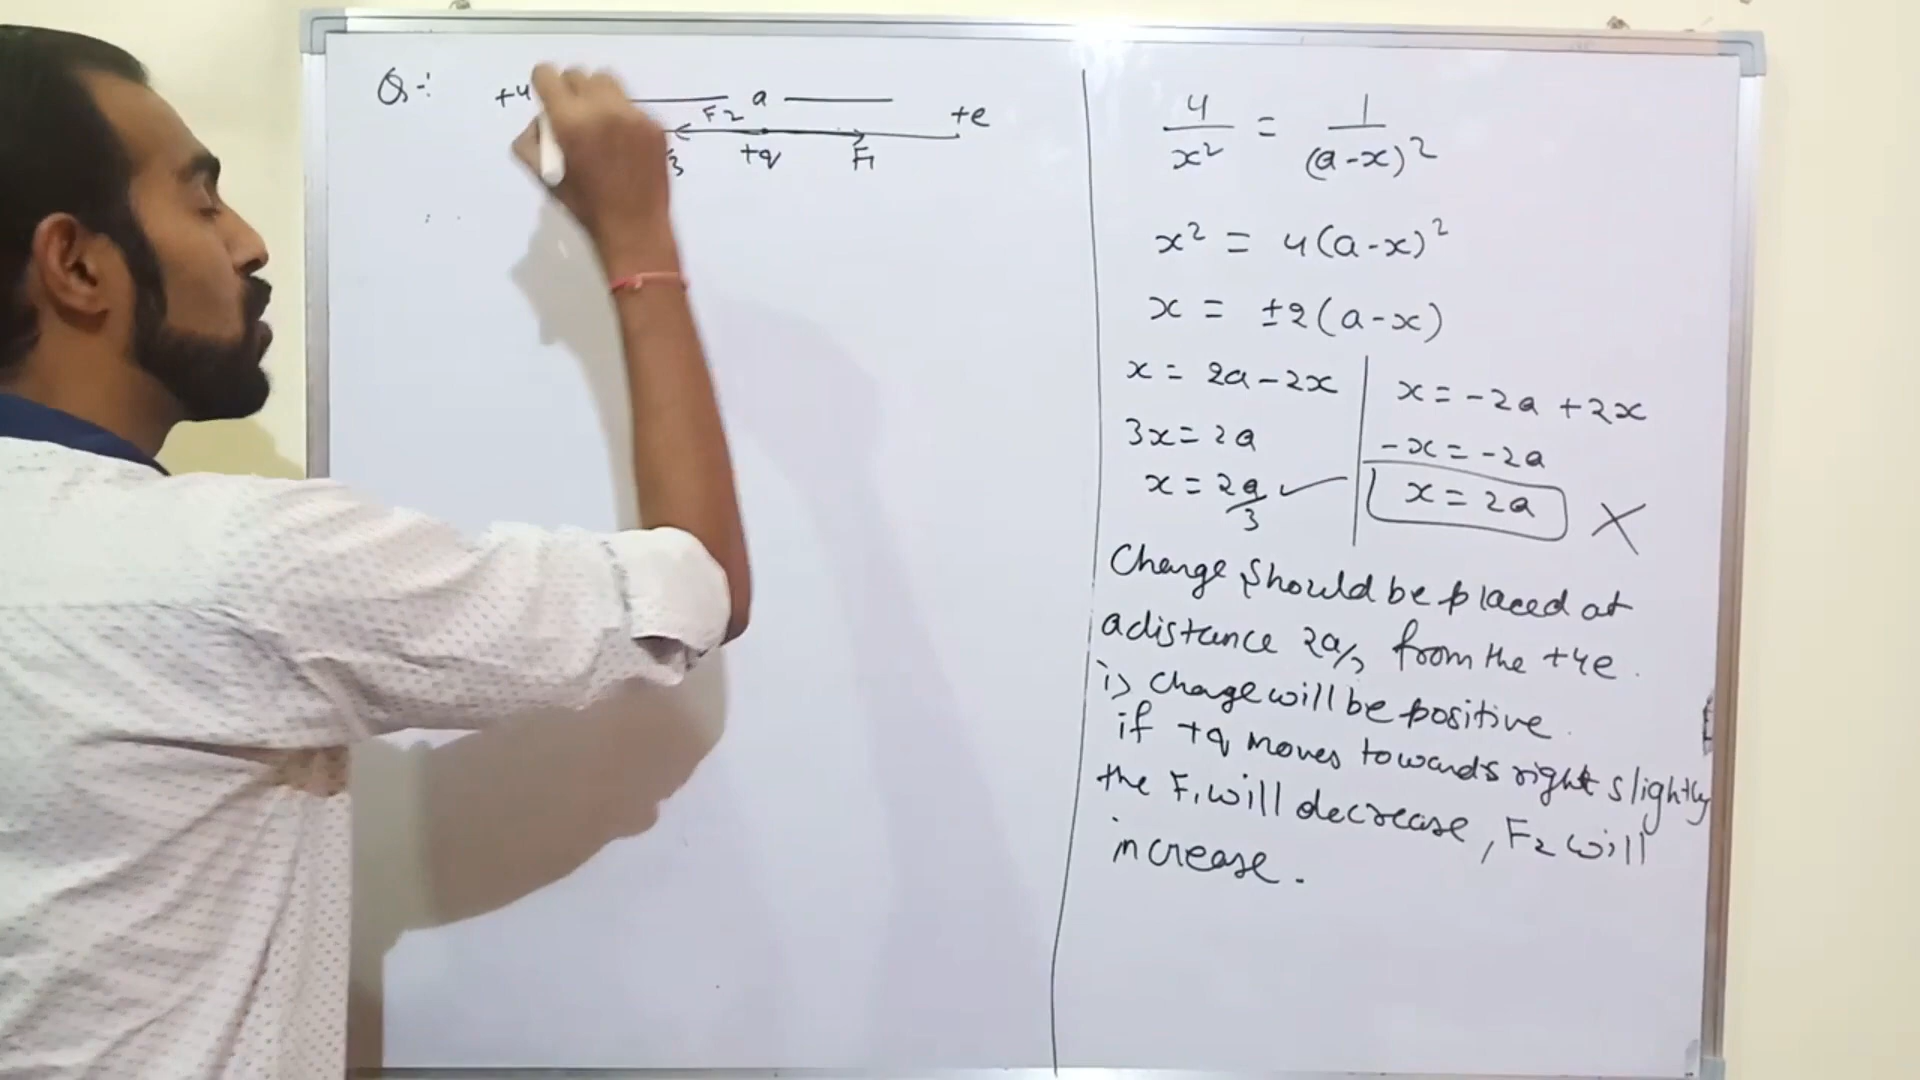 Q-:
+4
a
+e
F2
+q
F1
3
4/x² = 1/(a-x)²
x² = 4(a-x)²
x = ±2(a-x)
x = 2a-2x
3x = 2a
x = 2a/3 ✓
x = -2a + 2x
-x = -2a
x = 2a ✗
Charge should be placed at
a distance 2a/3 from the +4e.
i> charge will be positive.
if +q moves towards right slightly
the F1 will decrease, F2 will
increase.